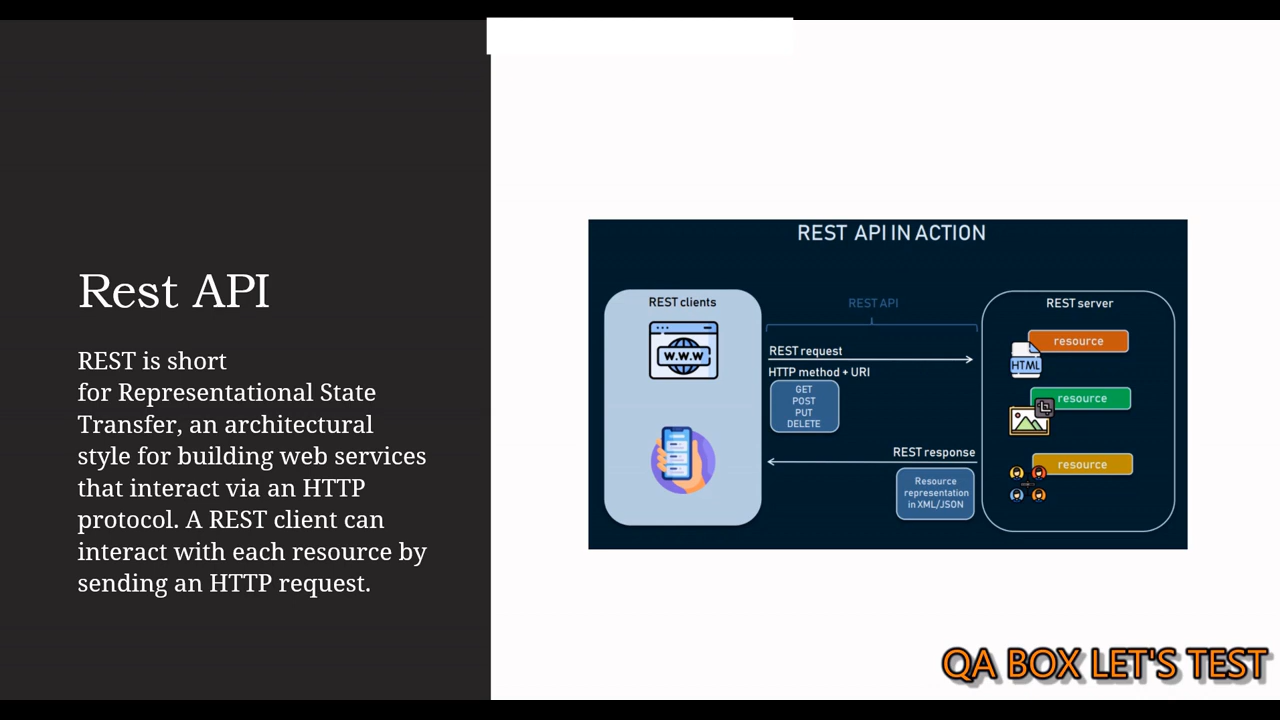 Rest API
REST is short
for Representational State
Transfer, an architectural
style for building web services
that interact via an HTTP
protocol. A REST client can
interact with each resource by
sending an HTTP request.
REST API IN ACTION
REST clients
W.W.W
REST API
REST request
HTTP method + URI
GET
POST
PUT
DELETE
REST response
Resource
representation
in XML/JSON
REST server
resource
HTML
resource
resource
QA BOX LET'S TEST